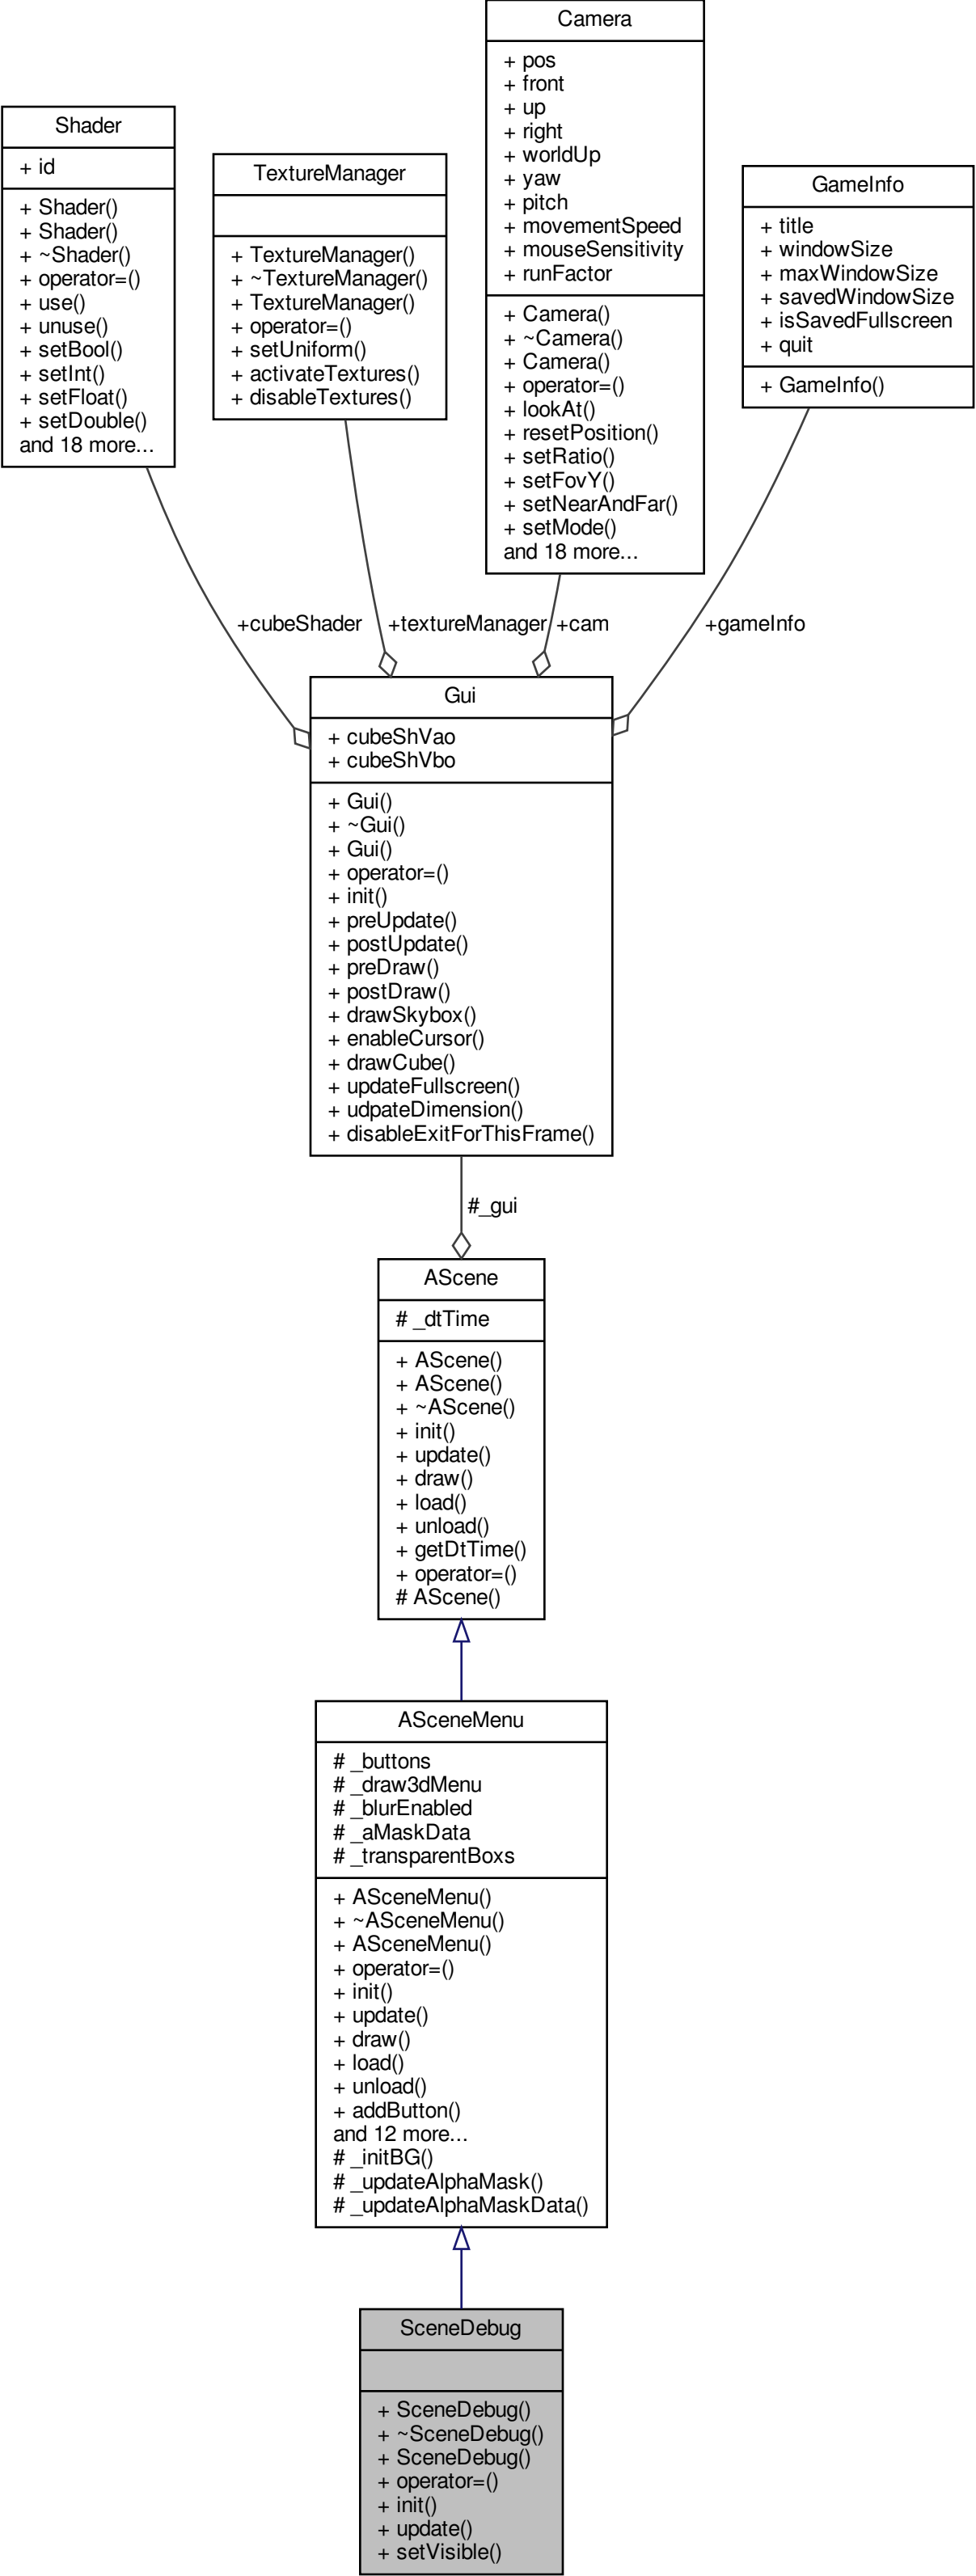 Camera
+ pos
+ front
+ up
+ right
+ worldUp
+ yaw
+ pitch
+ movementSpeed
+ mouseSensitivity
+ runFactor
+ Camera()
+ ~Camera()
+ Camera()
+ operator=()
+ lookAt()
+ resetPosition()
+ setRatio()
+ setFovY()
+ setNearAndFar()
+ setMode()
and 18 more...
Shader
+ id
+ Shader()
+ Shader()
+ ~Shader()
+ operator=()
+ use()
+ unuse()
+ setBool()
+ setInt()
+ setFloat()
+ setDouble()
and 18 more...
TextureManager
+ TextureManager()
+ ~TextureManager()
+ TextureManager()
+ operator=()
+ setUniform()
+ activateTextures()
+ disableTextures()
GameInfo
+ title
+ windowSize
+ maxWindowSize
+ savedWindowSize
+ isSavedFullscreen
+ quit
+ GameInfo()
+cubeShader
+textureManager
+cam
+gameInfo
Gui
+ cubeShVao
+ cubeShVbo
+ Gui()
+ ~Gui()
+ Gui()
+ operator=()
+ init()
+ preUpdate()
+ postUpdate()
+ preDraw()
+ postDraw()
+ drawSkybox()
+ enableCursor()
+ drawCube()
+ updateFullscreen()
+ udpateDimension()
+ disableExitForThisFrame()
#_gui
AScene
# _dtTime
+ AScene()
+ AScene()
+ ~AScene()
+ init()
+ update()
+ draw()
+ load()
+ unload()
+ getDtTime()
+ operator=()
# AScene()
ASceneMenu
# _buttons
# _draw3dMenu
# _blurEnabled
# _aMaskData
# _transparentBoxs
+ ASceneMenu()
+ ~ASceneMenu()
+ ASceneMenu()
+ operator=()
+ init()
+ update()
+ draw()
+ load()
+ unload()
+ addButton()
and 12 more...
# _initBG()
# _updateAlphaMask()
# _updateAlphaMaskData()
SceneDebug
+ SceneDebug()
+ ~SceneDebug()
+ SceneDebug()
+ operator=()
+ init()
+ update()
+ setVisible()